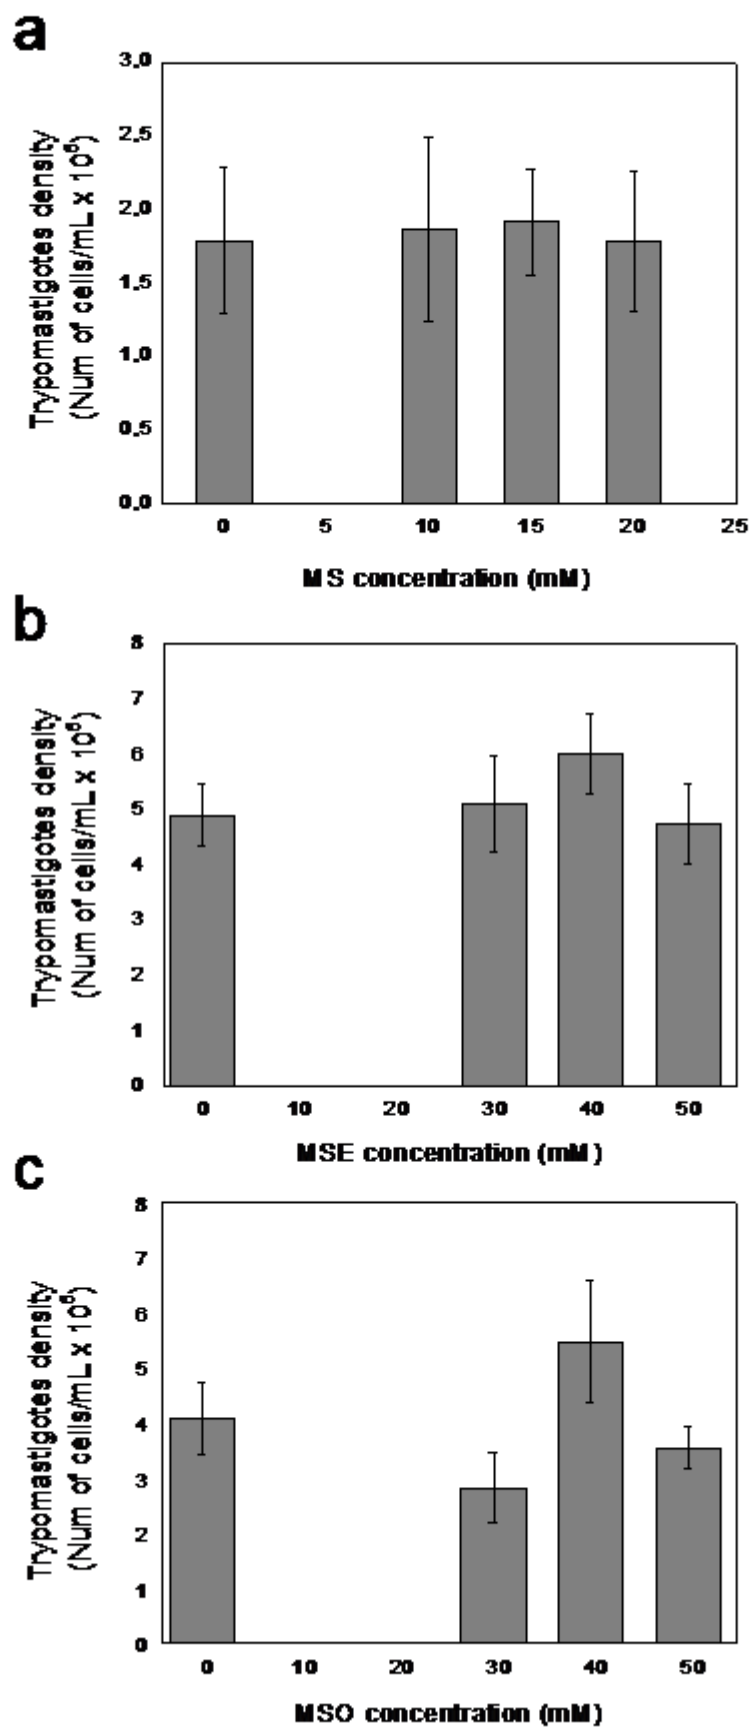 a
Trypomastigotes density
(Num of cells/mL x 10⁶)
3.0
2.5
2.0
1.5
1.0
0.5
0.0
0 5 10 15 20 25
MS concentration (mM)
b
Trypomastigotes density
(Num of cells/mL x 10⁶)
8
7
6
5
4
3
2
1
0
0 10 20 30 40 50
MSE concentration (mM)
c
Trypomastigotes density
(Num of cells/mL x 10⁶)
8
7
6
5
4
3
2
1
0
0 10 20 30 40 50
MSO concentration (mM)